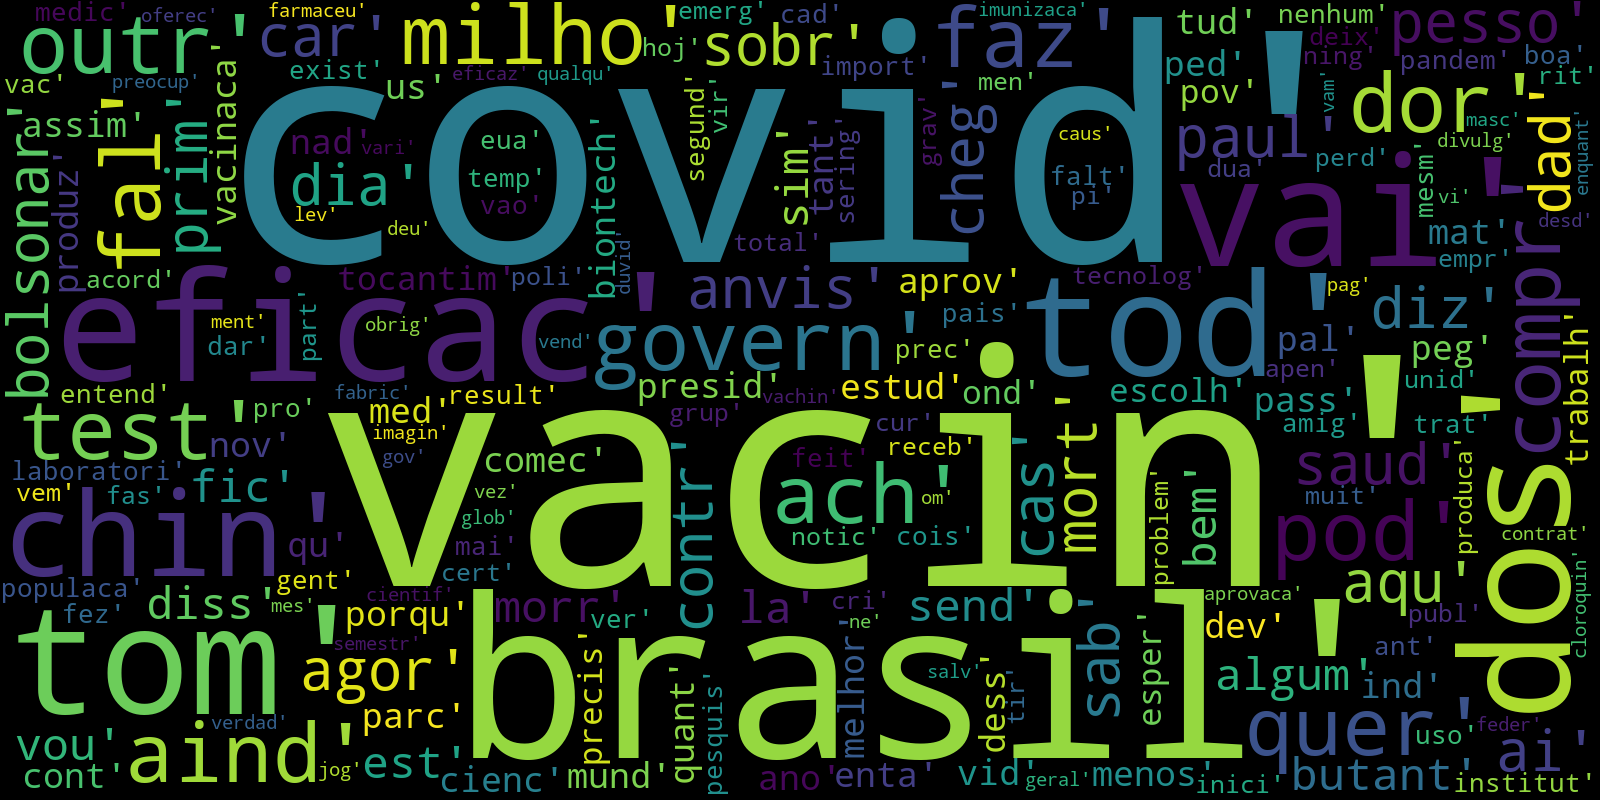 medic' oferec' farmaceu' emerg' cad' imunizaca' tud' nenhum'
outr' car' milho' hoj' sobr' faz' deix' pesso'
vac' preocup' exist' us' eficaz' qualqu' import' men' ped' ning' pandem' boa' rit'
assim' vacinaca' covid' pov' vam' dor' masc'
bolsonar' fal' prim' nad' vari' eua' biontech' segund' vir' sim' tant' grav' cheg' caus' paul' perd' mesm' divulg' dad' enquant'
produz' dia' temp' sering' falt' dua' vi'
lev' vao' pi' vai' desd'
deu' total' mat'
acord' tocantim' poli' duvid' anvis' aprov' tecnolog' empr'
eficac' ment' part' obrig' pais' tod' pag' diz' compr'
dar' vend' govern' prec' pal' peg' trabalh'
entend' fabric' presid' vachin' estud' ond' escolh' apen' unid'
test' pro' med' result' grup' cur' pass' amig' trat'
nov' imagin' gov' comec' vacin' feit' receb' cas' mort' saud'
laboratori' fic' vez' ach' om' problem' bem' muit' produca' dos'
vem' fas' glob' notic' cois' pod' contrat'
chin' qu' mai' contr'
populaca' gent' cert' aqu' cloroquin'
fez' diss' mes' cientif' porqu' morr' ver' la' cri' ne' send' aprovaca' dev' publ'
tom' semestr' brasil' sab' esper' ant'
agor' precis' quant' melhor' salv' dess' tir' algum' ind'
verdad' parc' pesquis' quer' feder'
vou' aind' uso' ai'
cont' jog' est' cienc' mund' ano' enta' vid' geral' menos' inici' butant' institut'